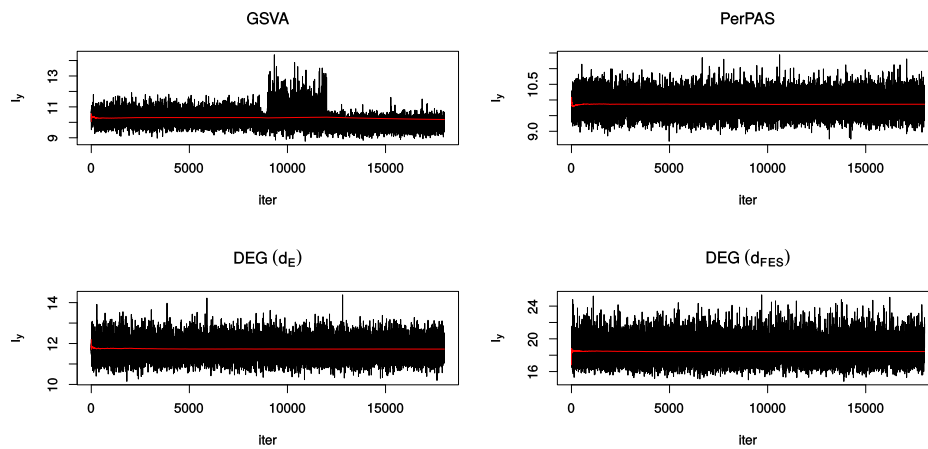 GSVA
l_y
13
11
9
0 5000 10000 15000
iter
PerPAS
l_y
10.5
9.0
0 5000 10000 15000
iter
DEG (d_E)
l_y
14
12
10
0 5000 10000 15000
iter
DEG (d_FES)
l_y
24
20
16
0 5000 10000 15000
iter